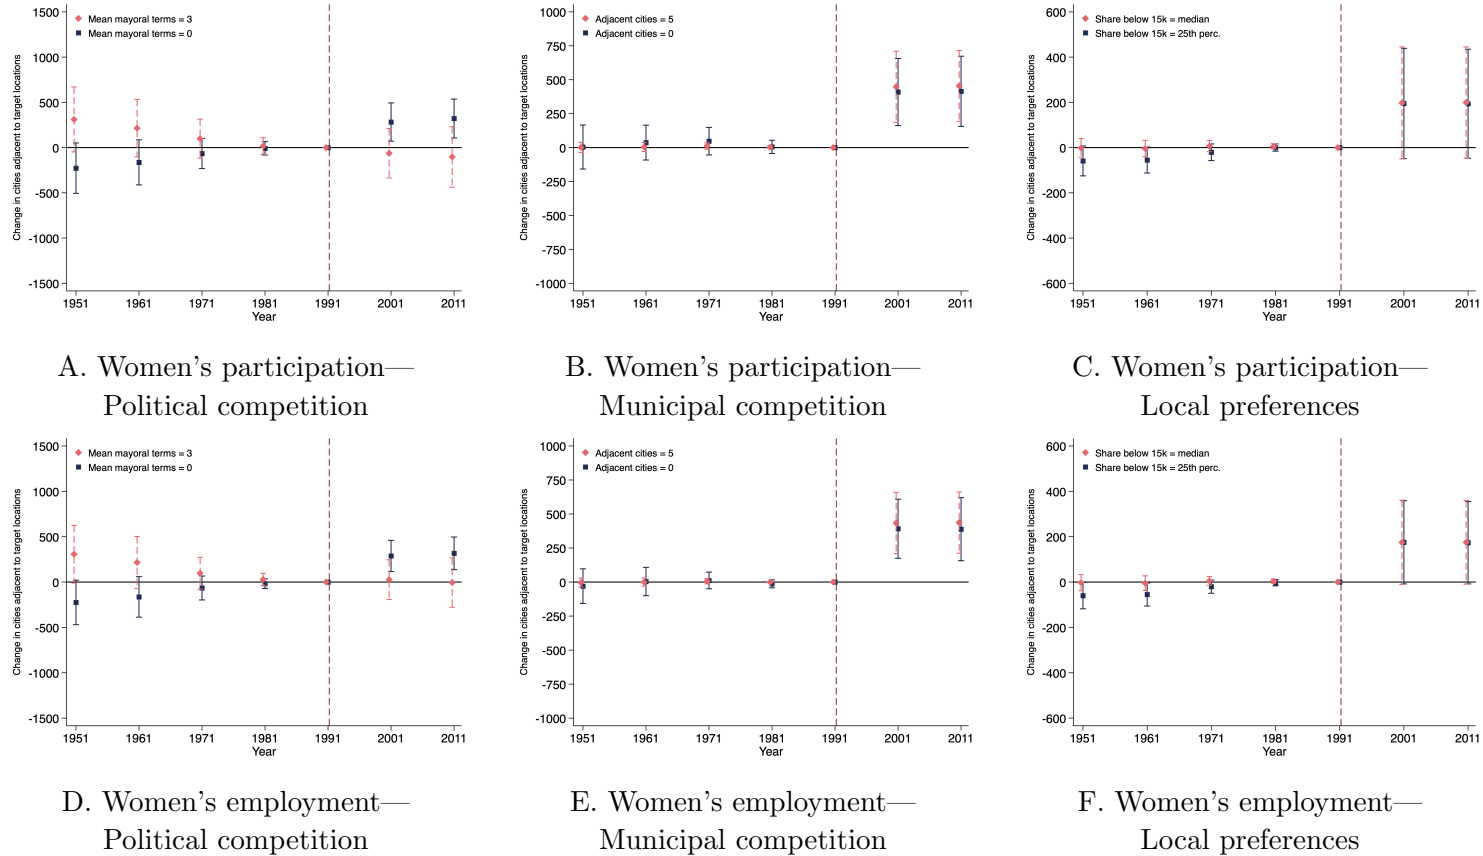 1500
1000
500
0
-500
-1000
-1500
Change in cities adjacent to target locations
Mean mayoral terms = 3
Mean mayoral terms = 0
1951 1961 1971 1981 1991 2001 2011
Year
1000
750
500
250
0
-250
-500
-750
-1000
Change in cities adjacent to target locations
Adjacent cities = 5
Adjacent cities = 0
1951 1961 1971 1981 1991 2001 2011
Year
600
400
200
0
-200
-400
-600
Change in cities adjacent to target locations
Share below 15k = median
Share below 15k = 25th perc.
1951 1961 1971 1981 1991 2001 2011
Year
A. Women's participation—
Political competition
B. Women's participation—
Municipal competition
C. Women's participation—
Local preferences
1500
1000
500
0
-500
-1000
-1500
Change in cities adjacent to target locations
Mean mayoral terms = 3
Mean mayoral terms = 0
1951 1961 1971 1981 1991 2001 2011
Year
1000
750
500
250
0
-250
-500
-750
-1000
Change in cities adjacent to target locations
Adjacent cities = 5
Adjacent cities = 0
1951 1961 1971 1981 1991 2001 2011
Year
600
400
200
0
-200
-400
-600
Change in cities adjacent to target locations
Share below 15k = median
Share below 15k = 25th perc.
1951 1961 1971 1981 1991 2001 2011
Year
D. Women's employment—
Political competition
E. Women's employment—
Municipal competition
F. Women's employment—
Local preferences